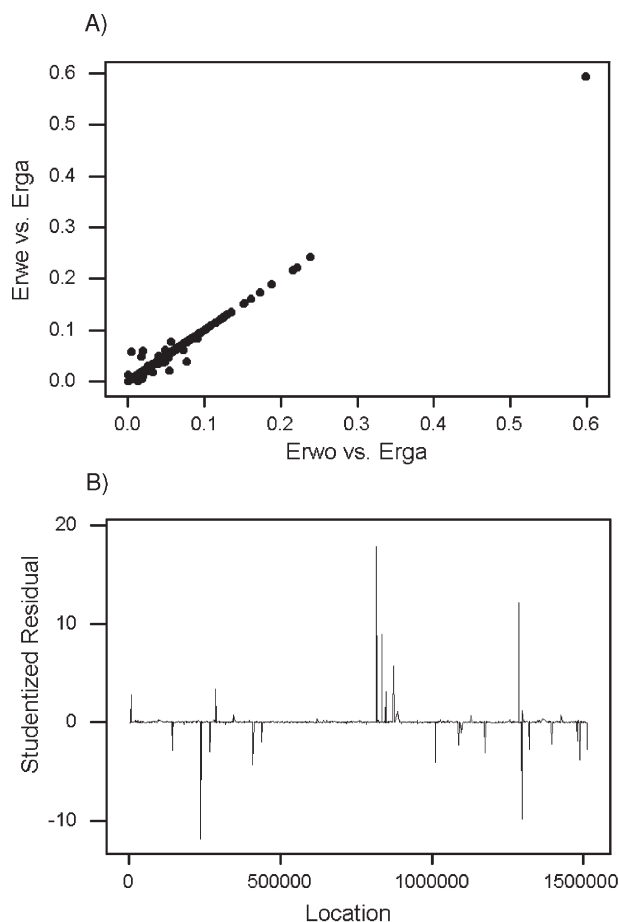 A)
0.6
0.5
0.4
0.3
0.2
0.1
0.0
Erwe vs. Erga
0.0 0.1 0.2 0.3 0.4 0.5 0.6
Erwo vs. Erga
B)
20
10
0
-10
Studentized Residual
0 500000 1000000 1500000
Location